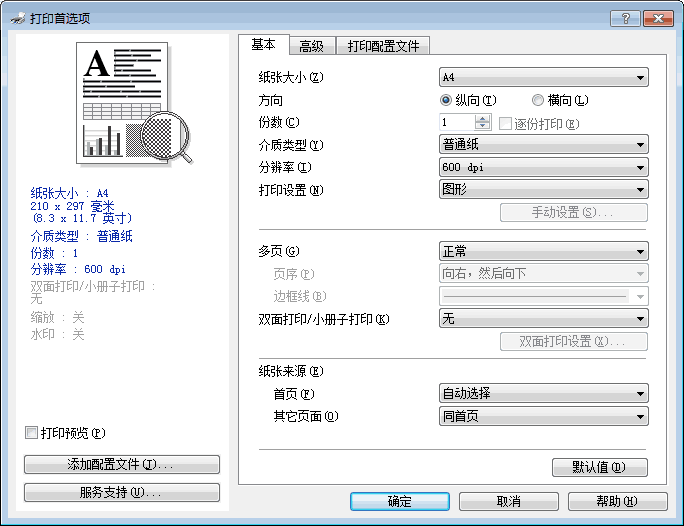 打印首选项
基本
高级
打印配置文件
A
纸张大小 : A4
210 x 297 毫米
(8.3 x 11.7 英寸)
介质类型 : 普通纸
份数 : 1
分辨率 : 600 dpi
双面打印/小册子打印 :
无
缩放 : 关
水印 : 关
打印预览(P)
添加配置文件(J)...
服务支持(U)...
纸张大小(Z) A4
方向 纵向(T) 横向(L)
份数(C) 1 逐份打印(E)
介质类型(Y) 普通纸
分辨率(I) 600 dpi
打印设置(N) 图形
手动设置(S)...
多页(G) 正常
页序(P) 向右，然后向下
边框线(B)
双面打印/小册子打印(K) 无
双面打印设置(X)...
纸张来源(R)
首页(F) 自动选择
其它页面(O) 同首页
默认值(D)
确定 取消 帮助(H)